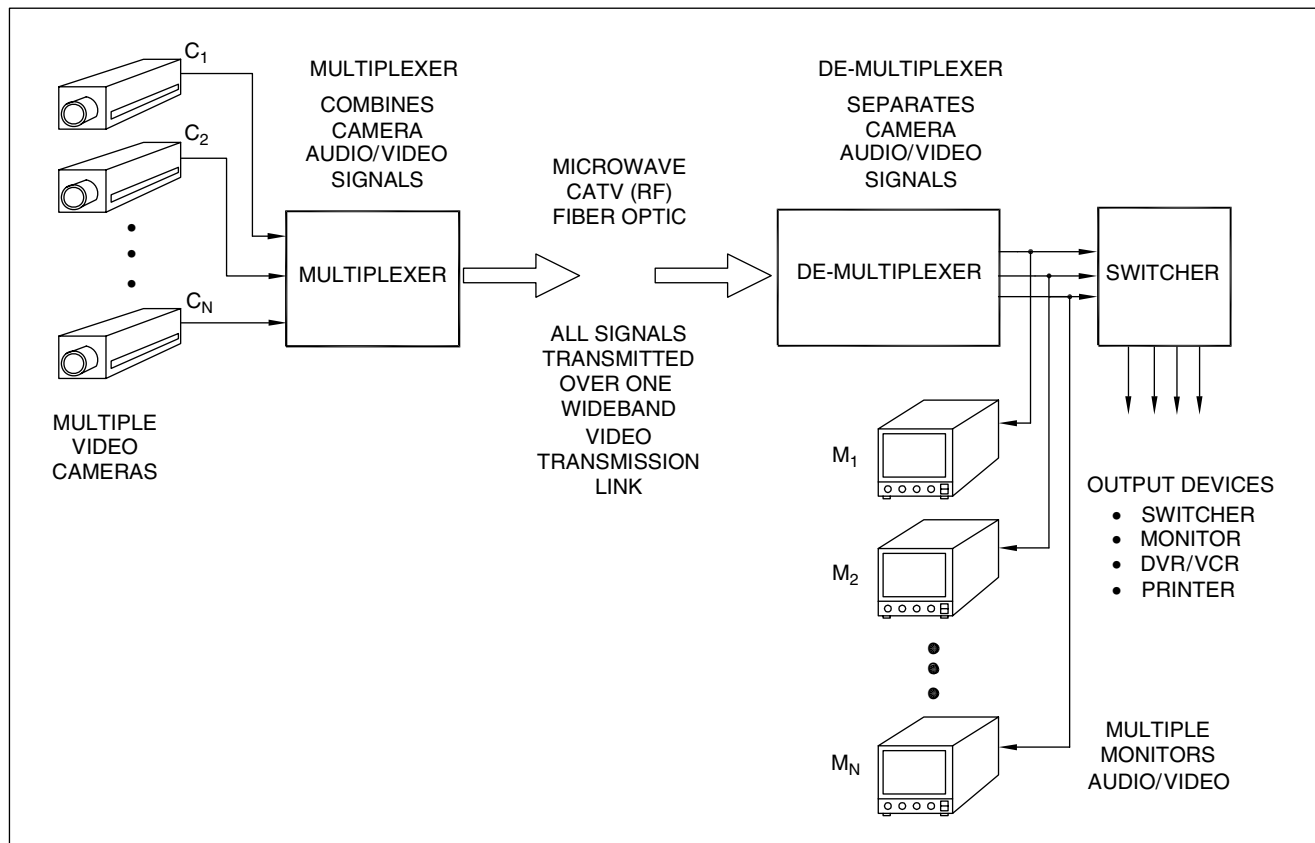 C1
C2
CN
MULTIPLE
VIDEO
CAMERAS
MULTIPLEXER
COMBINES
CAMERA
AUDIO/VIDEO
SIGNALS
MULTIPLEXER
MICROWAVE
CATV (RF)
FIBER OPTIC
ALL SIGNALS
TRANSMITTED
OVER ONE
WIDEBAND
VIDEO
TRANSMISSION
LINK
DE-MULTIPLEXER
SEPARATES
CAMERA
AUDIO/VIDEO
SIGNALS
DE-MULTIPLEXER
SWITCHER
M1
M2
MN
OUTPUT DEVICES
• SWITCHER
• MONITOR
• DVR/VCR
• PRINTER
MULTIPLE
MONITORS
AUDIO/VIDEO